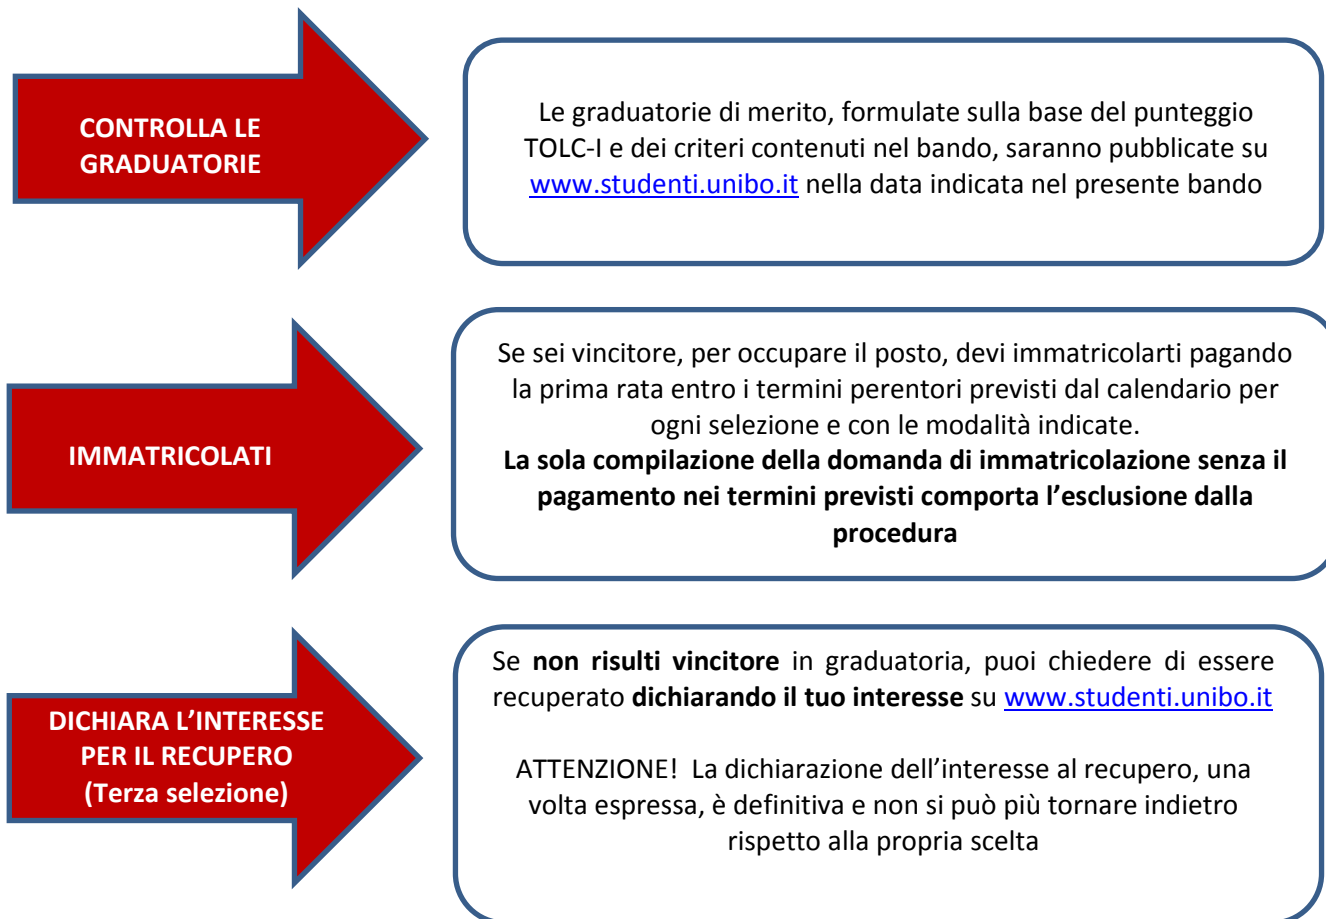 CONTROLLA LE
GRADUATORIE
Le graduatorie di merito, formulate sulla base del punteggio
TOLC-I e dei criteri contenuti nel bando, saranno pubblicate su
www.studenti.unibo.it nella data indicata nel presente bando
IMMATRICOLATI
Se sei vincitore, per occupare il posto, devi immatricolarti pagando
la prima rata entro i termini perentori previsti dal calendario per
ogni selezione e con le modalità indicate.
La sola compilazione della domanda di immatricolazione senza il
pagamento nei termini previsti comporta l’esclusione dalla
procedura
DICHIARA L’INTERESSE
PER IL RECUPERO
(Terza selezione)
Se non risulti vincitore in graduatoria, puoi chiedere di essere
recuperato dichiarando il tuo interesse su www.studenti.unibo.it
ATTENZIONE! La dichiarazione dell’interesse al recupero, una
volta espressa, è definitiva e non si può più tornare indietro
rispetto alla propria scelta